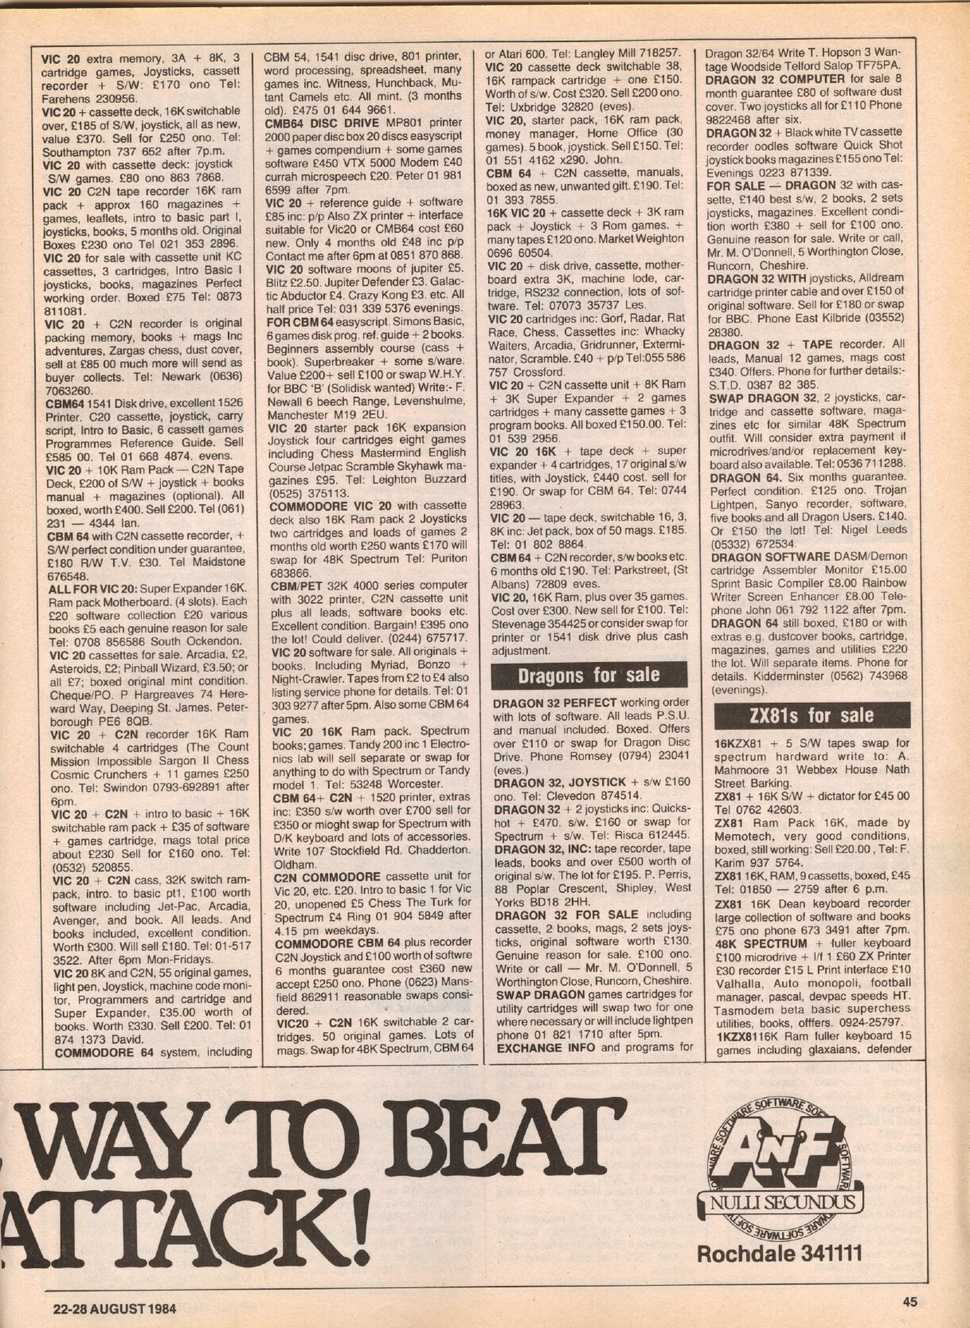 VIC 20 extra memory, 3A + 8K, 3
cartridge games, Joysticks, cassett
recorder + S/W: £170 ono Tel:
Farehens 230956.
VIC 20 + cassette deck, 16K switchable
over, £185 of S/W, joystick, all as new,
value £370. Sell for £250 ono. Tel:
Southampton 737 652 after 7p.m.
VIC 20 with cassette deck: joystick
S/W games. £80 ono 863 7868.
VIC 20 C2N tape recorder 16K ram
pack + approx 160 magazines +
games, leaflets, intro to basic part I,
joysticks, books, 5 months old. Original
Boxes £230 ono Tel 021 353 2896.
VIC 20 for sale with cassette unit KC
cassettes, 3 cartridges, Intro Basic I
joysticks, books, magazines Perfect
working order. Boxed £75 Tel: 0873
811081.
VIC 20 + C2N recorder is original
packing memory, books + mags Inc
adventures, Zargas chess, dust cover,
sell at £85 00 much more will send as
buyer collects. Tel: Newark (0636)
7063260.
CBM64 1541 Disk drive, excellent 1526
Printer. C20 cassette, joystick, carry
script, Intro to Basic, 6 cassett games
Programmes Reference Guide. Sell
£585 00. Tel 01 668 4874. evens.
VIC 20 + 10K Ram Pack — C2N Tape
Deck, £200 of S/W + joystick + books
manual + magazines (optional). All
boxed, worth £400. Sell £200. Tel (061)
231 — 4344 Ian.
CBM 64 with C2N cassette recorder, +
S/W perfect condition under guarantee,
£180 R/W T.V. £30. Tel Maidstone
676548.
ALL FOR VIC 20: Super Expander 16K.
Ram pack Motherboard. (4 slots). Each
£20 software collection £20 various
books £5 each genuine reason for sale
Tel: 0708 856586 South Ockendon.
VIC 20 cassettes for sale. Arcadia, £2,
Asteroids, £2; Pinball Wizard, £3.50; or
all £7; boxed original mint condition.
Cheque/PO. P Hargreaves 74 Here-
ward Way, Deeping St. James. Peter-
borough PE6 8QB.
VIC 20 + C2N recorder 16K Ram
switchable 4 cartridges (The Count
Mission Impossible Sargon II Chess
Cosmic Crunchers + 11 games £250
ono. Tel: Swindon 0793-692891 after
6pm.
VIC 20 + C2N + intro to basic + 16K
switchable ram pack + £35 of software
+ games cartridge, mags total price
about £230 Sell for £160 ono. Tel:
(0532) 520855.
VIC 20 + C2N cass, 32K switch ram-
pack, intro. to basic pt1, £100 worth
software including Jet-Pac, Arcadia,
Avenger, and book. All leads. And
books included, excellent condition.
Worth £300. Will sell £180. Tel: 01-517
3522. After 6pm Mon-Fridays.
VIC 20 8K and C2N, 55 original games,
light pen, Joystick, machine code moni-
tor, Programmers and cartridge and
Super Expander, £35.00 worth of
books. Worth £330. Sell £200. Tel: 01
874 1373 David.
COMMODORE 64 system, including
CBM 54, 1541 disc drive, 801 printer,
word processing, spreadsheet, many
games inc. Witness, Hunchback, Mu-
tant Camels etc. All mint. (3 months
old). £475 01 644 9661.
CMB64 DISC DRIVE MP801 printer
2000 paper disc box 20 discs easyscript
+ games compendium + some games
software £450 VTX 5000 Modem £40
currah microspeech £20. Peter 01 981
6599 after 7pm.
VIC 20 + reference guide + software
£85 inc: p/p Also ZX printer + interface
suitable for Vic20 or CMB64 cost £60
new. Only 4 months old £48 inc p/p
Contact me after 6pm at 0851 870 868.
VIC 20 software moons of jupiter £5.
Blitz £2.50. Jupiter Defender £3. Galac-
tic Abductor £4. Crazy Kong £3. etc. All
half price Tel: 031 339 5376 evenings.
FOR CBM 64 easyscript. Simons Basic,
6 games disk prog. ref. guide + 2 books.
Beginners assembly course (cass +
book). Superbreaker + some s/ware.
Value £200+ sell £100 or swap W.H.Y.
for BBC 'B' (Solidisk wanted) Write:- F.
Newall 6 beech Range, Levenshulme,
Manchester M19 2EU.
VIC 20 starter pack 16K expansion
Joystick four cartridges eight games
including Chess Mastermind English
Course Jetpac Scramble Skyhawk ma-
gazines £95. Tel: Leighton Buzzard
(0525) 375113.
COMMODORE VIC 20 with cassette
deck also 16K Ram pack 2 Joysticks
two cartridges and loads of games 2
months old worth £250 wants £170 will
swap for 48K Spectrum Tel: Puriton
683866.
CBM/PET 32K 4000 series computer
with 3022 printer, C2N cassette unit
plus all leads, software books etc.
Excellent condition. Bargain! £395 ono
the lot! Could deliver. (0244) 675717.
VIC 20 software for sale. All originals +
books. Including Myriad, Bonzo +
Night-Crawler. Tapes from £2 to £4 also
listing service phone for details. Tel: 01
303 9277 after 5pm. Also some CBM 64
games.
VIC 20 16K Ram pack. Spectrum
books; games. Tandy 200 inc 1 Electro-
nics lab will sell separate or swap for
anything to do with Spectrum or Tandy
model 1. Tel: 53248 Worcester.
CBM 64+ C2N + 1520 printer, extras
inc: £350 s/w worth over £700 sell for
£350 or mioght swap for Spectrum with
D/K keyboard and lots of accessories.
Write 107 Stockfield Rd. Chadderton.
Oldham.
C2N COMMODORE cassette unit for
Vic 20, etc. £20. Intro to basic 1 for Vic
20, unopened £5 Chess The Turk for
Spectrum £4 Ring 01 904 5849 after
4.15 pm weekdays.
COMMODORE CBM 64 plus recorder
C2N Joystick and £100 worth of softwre
6 months guarantee cost £360 new
accept £250 ono. Phone (0623) Mans-
field 862911 reasonable swaps consi-
dered.
VIC20 + C2N 16K switchable 2 car-
tridges. 50 original games. Lots of
mags. Swap for 48K Spectrum, CBM 64
or Atari 600. Tel: Langley Mill 718257.
VIC 20 cassette deck switchable 38,
16K rampack cartridge + one £150.
Worth of s/w. Cost £320. Sell £200 ono.
Tel: Uxbridge 32820 (eves).
VIC 20, starter pack, 16K ram pack,
money manager, Home Office (30
games). 5 book, joystick. Sell £150. Tel:
01 551 4162 x290. John.
CBM 64 + C2N cassette, manuals,
boxed as new, unwanted gift. £190. Tel:
01 393 7855.
16K VIC 20 + cassette deck + 3K ram
pack + Joystick + 3 Rom games. +
many tapes £120 ono. Market Weighton
0696 60504.
VIC 20 + disk drive, cassette, mother-
board extra 3K, machine lode, car-
tridge, RS232 connection, lots of sof-
tware. Tel: 07073 35737 Les.
VIC 20 cartridges inc: Gorf, Radar, Rat
Race, Chess, Cassettes inc: Whacky
Waiters, Arcadia, Gridrunner, Extermi-
nator, Scramble. £40 + p/p Tel:055 586
757 Crossford.
VIC 20 + C2N cassette unit + 8K Ram
+ 3K Super Expander + 2 games
cartridges + many cassette games + 3
program books. All boxed £150.00. Tel:
01 539 2956.
VIC 20 16K + tape deck + super
expander + 4 cartridges, 17 original s/w
titles, with Joystick, £440 cost. sell for
£190. Or swap for CBM 64. Tel: 0744
28963.
VIC 20 — tape deck, switchable 16, 3,
8K inc: Jet pack, box of 50 mags. £185.
Tel: 01 802 8864.
CBM 64 + C2N recorder, s/w books etc.
6 months old £190. Tel: Parkstreet, (St
Albans) 72809 eves.
VIC 20, 16K Ram, plus over 35 games.
Cost over £300. New sell for £100. Tel:
Stevenage 354425 or consider swap for
printer or 1541 disk drive plus cash
adjustment.
Dragons for sale
DRAGON 32 PERFECT working order
with lots of software. All leads P.S.U.
and manual included. Boxed. Offers
over £110 or swap for Dragon Disc
Drive. Phone Romsey (0794) 23041
(eves.)
DRAGON 32, JOYSTICK + s/w £160
ono. Tel: Clevedon 874514.
DRAGON 32 + 2 joysticks inc: Quicks-
hot + £470. s/w. £160 or swap for
Spectrum + s/w. Tel: Risca 612445.
DRAGON 32, INC: tape recorder, tape
leads, books and over £500 worth of
original s/w. The lot for £195. P. Perris,
88 Poplar Crescent, Shipley, West
Yorks BD18 2HH.
DRAGON 32 FOR SALE including
cassette, 2 books, mags, 2 sets joys-
ticks, original software worth £130.
Genuine reason for sale. £100 ono.
Write or call — Mr. M. O'Donnell, 5
Worthington Close, Runcorn, Cheshire.
SWAP DRAGON games cartridges for
utility cartridges will swap two for one
where necessary or will include lightpen
phone 01 821 1710 after 5pm.
EXCHANGE INFO and programs for
Dragon 32/64 Write T. Hopson 3 Wan-
tage Woodside Telford Salop TF75PA.
DRAGON 32 COMPUTER for sale 8
month guarantee £80 of software dust
cover. Two joysticks all for £110 Phone
9822468 after six.
DRAGON 32 + Black white TV cassette
recorder oodles software Quick Shot
joystick books magazines £155 ono Tel:
Evenings 0223 871339.
FOR SALE — DRAGON 32 with cas-
sette, £140 best s/w, 2 books, 2 sets
joysticks, magazines. Excellent condi-
tion worth £380 + sell for £100 ono.
Genuine reason for sale. Write or call,
Mr. M. O'Donnell, 5 Worthington Close,
Runcorn, Cheshire.
DRAGON 32 WITH joysticks, Alldream
cartridge printer cable and over £150 of
original software. Sell for £180 or swap
for BBC. Phone East Kilbride (03552)
28380.
DRAGON 32 + TAPE recorder. All
leads, Manual 12 games, mags cost
£340. Offers. Phone for further details:-
S.T.D. 0387 82 385.
SWAP DRAGON 32, 2 joysticks, car-
tridge and cassette software, maga-
zines etc for similar 48K Spectrum
outfit. Will consider extra payment if
microdrives/and/or replacement key-
board also available. Tel: 0536 711288.
DRAGON 64. Six months guarantee.
Perfect condition. £125 ono. Trojan
Lightpen, Sanyo recorder, software,
five books and all Dragon Users. £140.
Or £150 the lot! Tel: Nigel Leeds
(05332) 672534.
DRAGON SOFTWARE DASM/Demon
cartridge Assembler Monitor £15.00
Sprint Basic Compiler £8.00 Rainbow
Writer Screen Enhancer £8.00 Tele-
phone John 061 792 1122 after 7pm.
DRAGON 64 still boxed, £180 or with
extras e.g. dustcover books, cartridge,
magazines, games and utilities £220
the lot. Will separate items. Phone for
details. Kidderminster (0562) 743968
(evenings).
ZX81s for sale
16KZX81 + 5 S/W tapes swap for
spectrum hardward write to: A.
Mahmoore 31 Webbex House Nath
Street Barking.
ZX81 + 16K S/W + dictator for £45 00
Tel 0762 42603.
ZX81 Ram Pack 16K, made by
Memotech, very good conditions,
boxed, still working: Sell £20.00 , Tel: F.
Karim 937 5764.
ZX81 16K, RAM, 9 cassetts, boxed, £45
Tel: 01850 — 2759 after 6 p.m.
ZX81 16K Dean keyboard recorder
large collection of software and books
£75 ono phone 673 3491 after 7pm.
48K SPECTRUM + fuller keyboard
£100 microdrive + I/f 1 £60 ZX Printer
£30 recorder £15 L Print interface £10
Valhalla, Auto monopoli, football
manager, pascal, devpac speeds HT.
Tasmodem beta basic superchess
utilities, books, offfers. 0924-25797.
1KZX8116K Ram fuller keyboard 15
games including glaxaians, defender
WAY TO BEAT
ATTACK!
SOFTWARE SOFTWARE SOFTWARE SOFTWARE
A'N'F
NULLI SECUNDUS
Rochdale 341111
22-28 AUGUST 1984
45